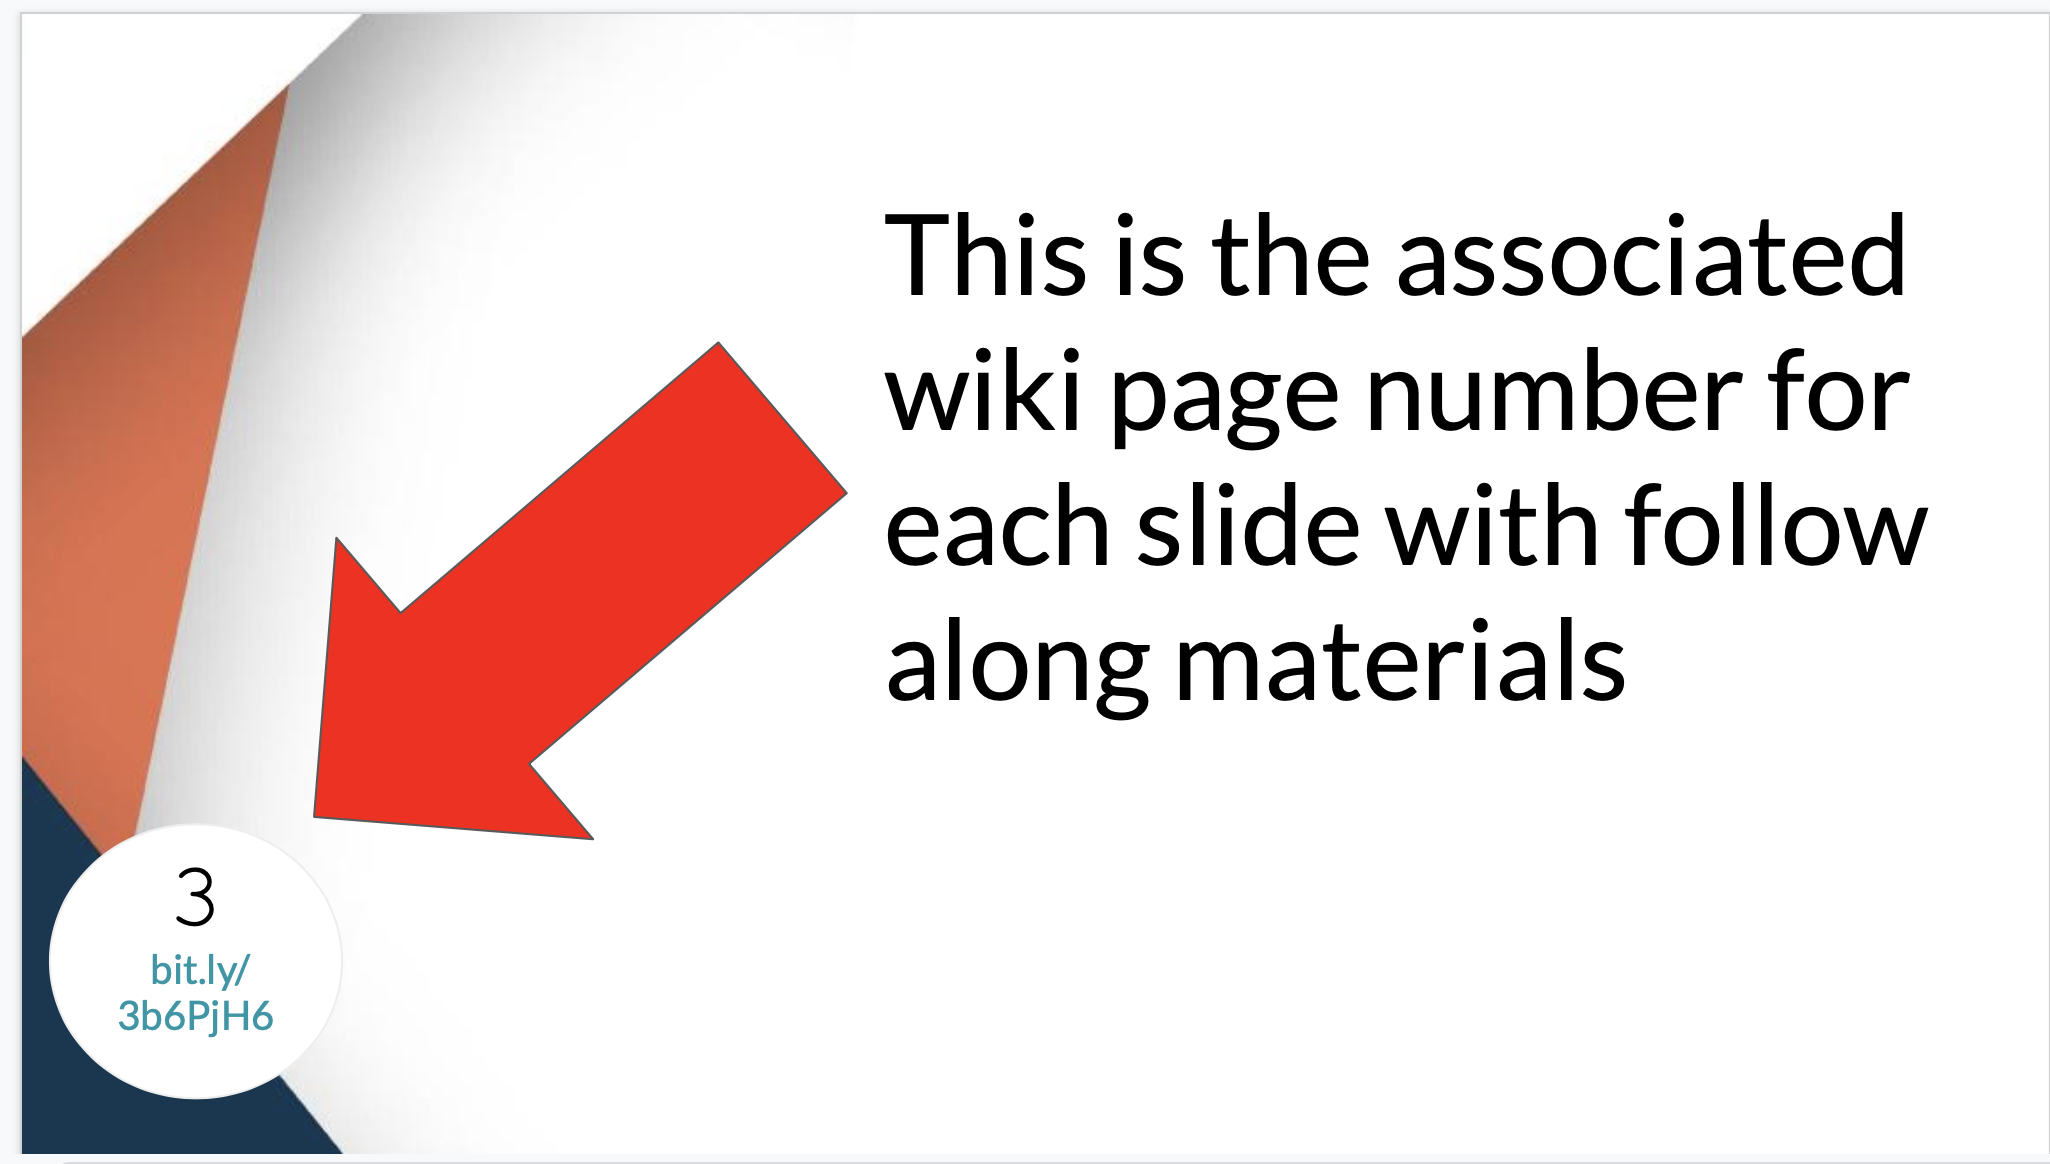 This is the associated
wiki page number for
each slide with follow
along materials
3
bit.ly/
3b6PjH6